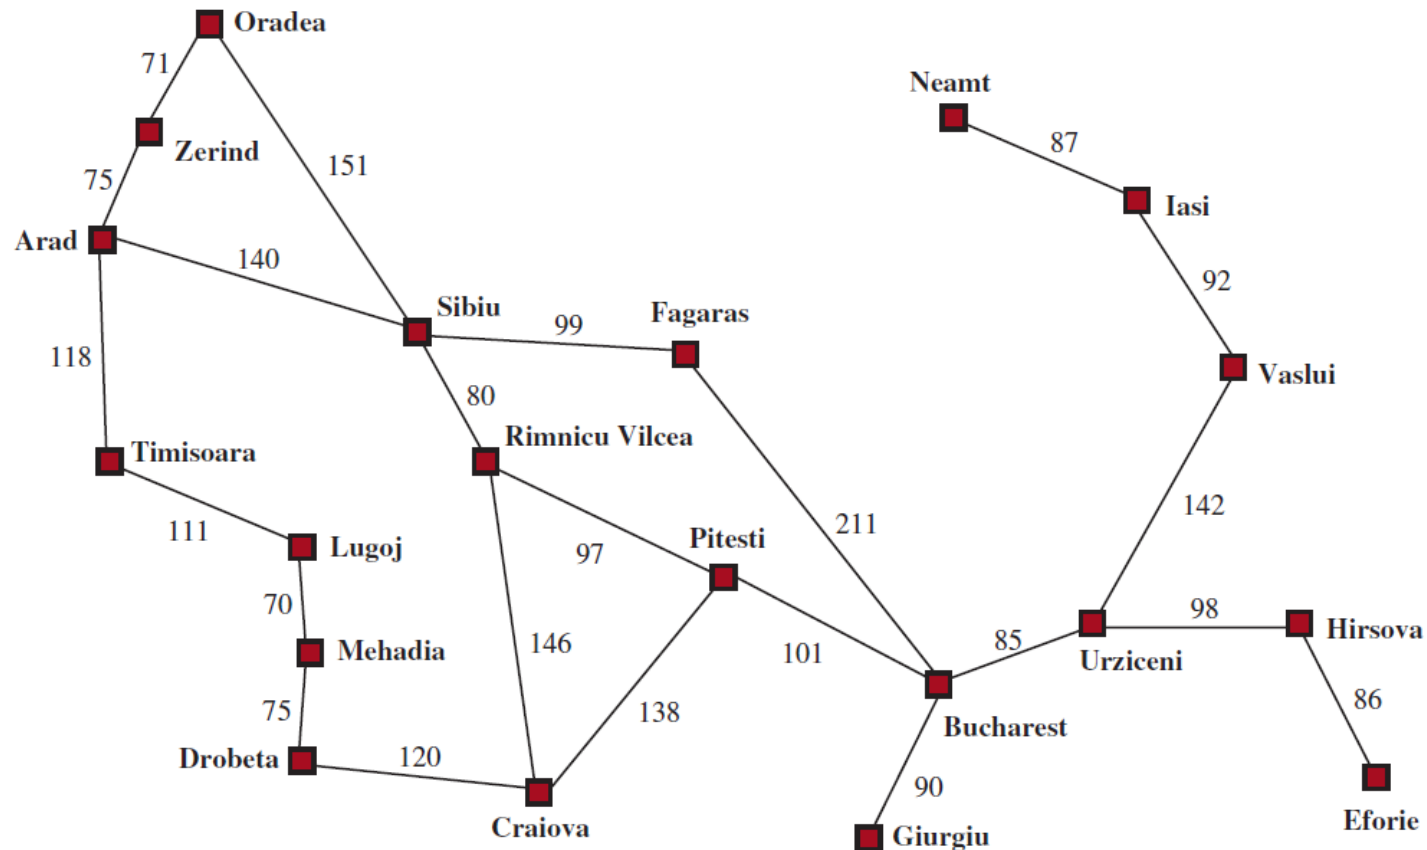 Oradea
71
Neamt
87
Zerind
151
75
Iasi
Arad
140
92
Sibiu
Fagaras
99
118
Vaslui
80
Rimnicu Vilcea
Timisoara
142
211
111
Lugoj
97
Pitesti
70
98
Hirsova
146
85
Mehadia
101
Urziceni
86
75
138
Bucharest
Drobeta
120
90
Craiova
Giurgiu
Eforie